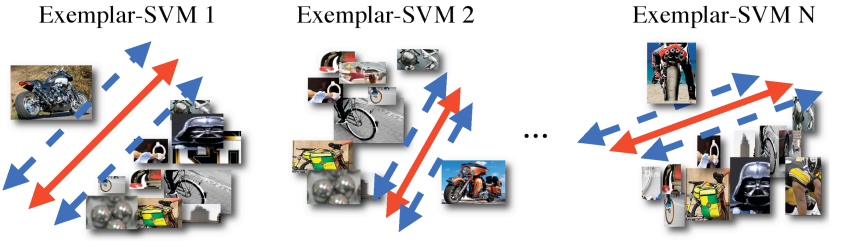 Exemplar-SVM 1
Exemplar-SVM 2
...
Exemplar-SVM N